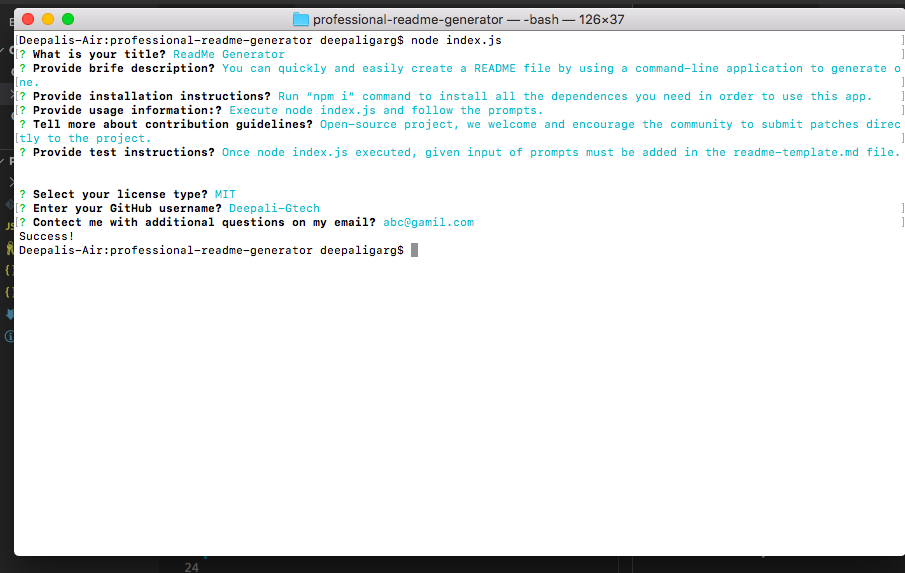 professional-readme-generator — -bash — 126×37
[Deepalis-Air:professional-readme-generator deepaligarg$ node index.js ]
[? What is your title? ReadMe Generator ]
? Provide brife description? You can quickly and easily create a README file by using a command-line application to generate o
[ne. ]
[? Provide installation instructions? Run "npm i" command to install all the dependences you need in order to use this app. ]
[? Provide usage information:? Execute node index.js and follow the prompts. ]
? Tell more about contribution guidelines? Open-source project, we welcome and encourage the community to submit patches direc
[tly to the project. ]
? Provide test instructions? Once node index.js executed, given input of prompts must be added in the readme-template.md file.
? Select your license type? MIT
[? Enter your GitHub username? Deepali-Gtech ]
[? Contect me with additional questions on my email? abc@gamil.com ]
Success!
Deepalis-Air:professional-readme-generator deepaligarg$
JS
{}
{}
24